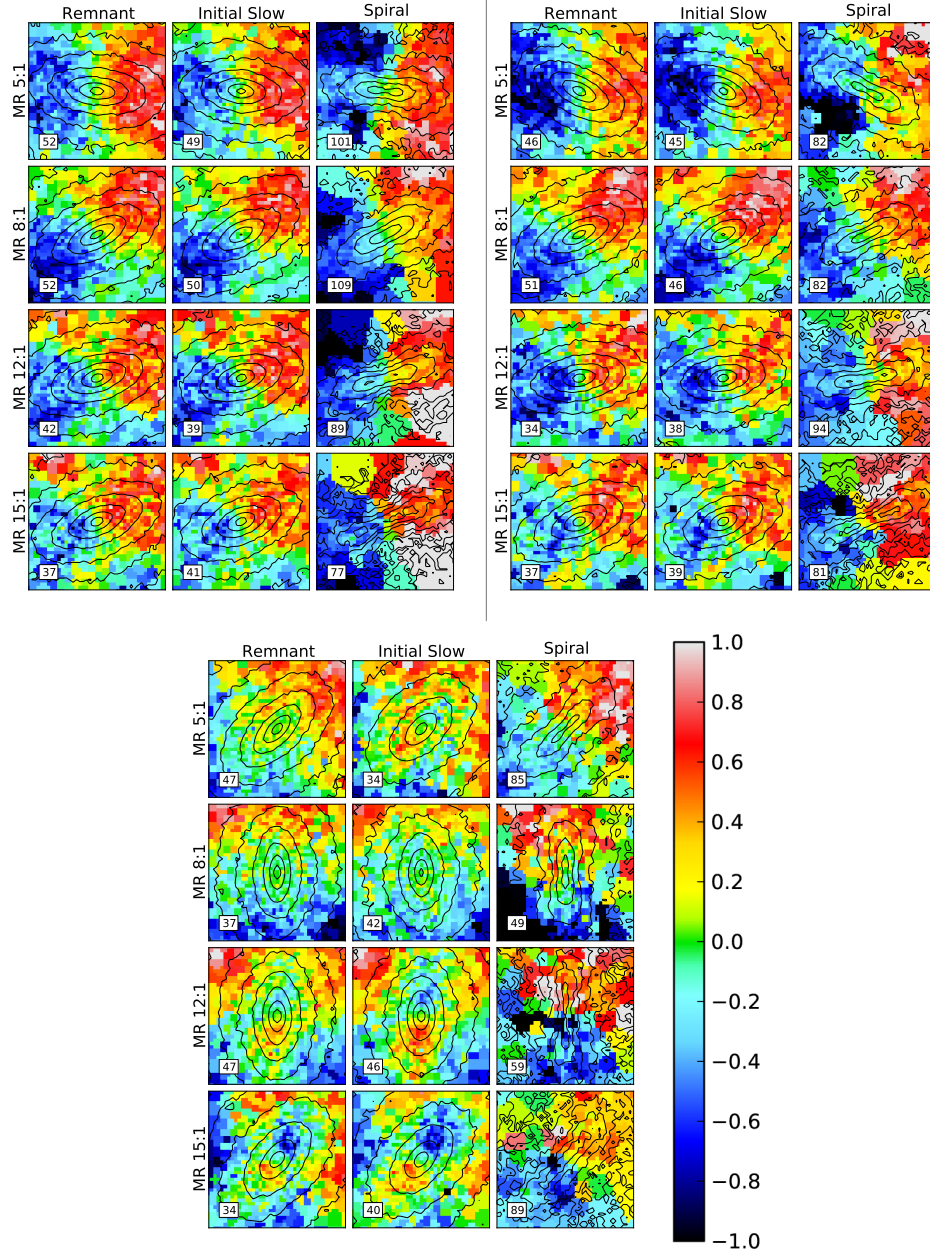 Remnant Initial Slow Spiral
MR 5:1
52 49 101
MR 8:1
52 50 109
MR 12:1
42 39 89
MR 15:1
37 41 77
Remnant Initial Slow Spiral
MR 5:1
46 45 82
MR 8:1
51 46 82
MR 12:1
34 38 94
MR 15:1
37 39 81
Remnant Initial Slow Spiral
MR 5:1
47 34 85
MR 8:1
37 42 49
MR 12:1
47 46 59
MR 15:1
34 40 89
1.0
0.8
0.6
0.4
0.2
0.0
−0.2
−0.4
−0.6
−0.8
−1.0